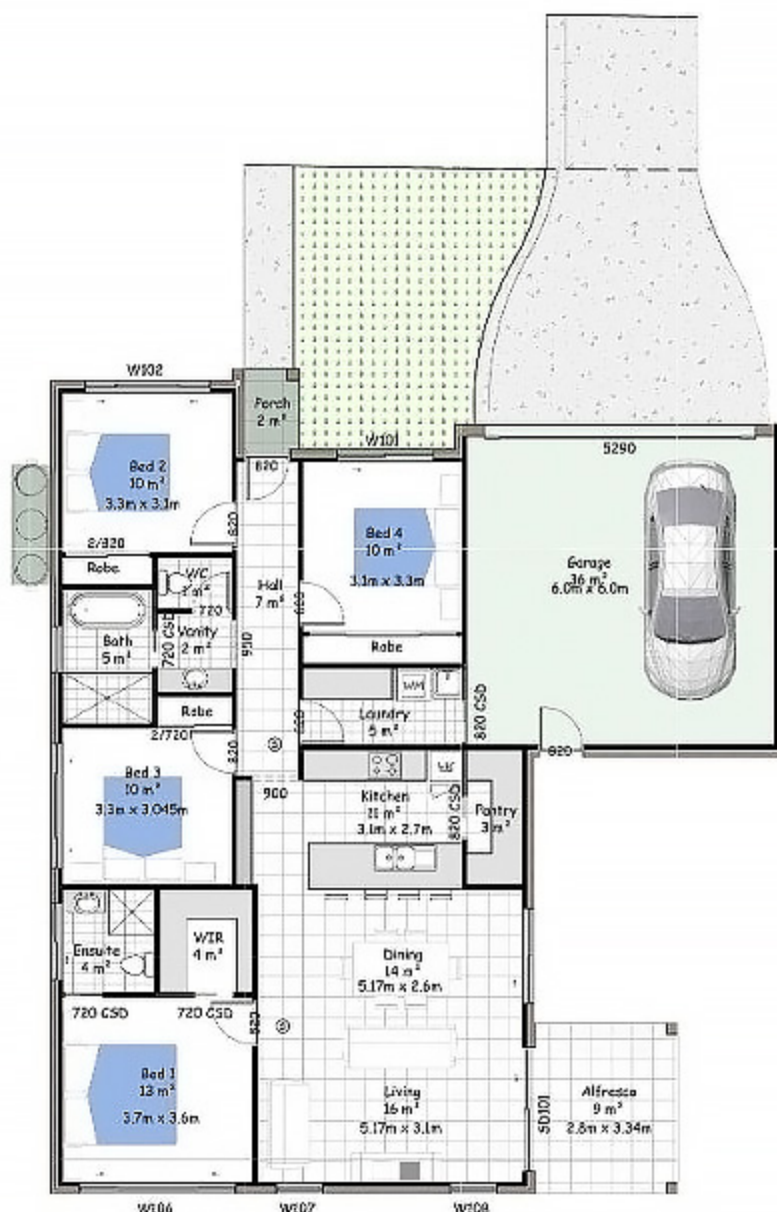 W102
Porch
2 m²
W101
820
5290
Bed 2
10 m²
3.3m x 3.1m
820
2/820
Robe
Bed 4
10 m²
3.1m x 3.3m
Garage
36 m²
6.0m x 6.0m
WC
720
Hall
7 m²
Bath
5 m²
720 CSD
Vanity
2 m²
950
Robe
Robe
WM
Laundry
5 m²
820 CSD
820
2/720
820
Bed 3
10 m²
3.3m x 3.045m
900
Kitchen
3.1m x 2.7m
820 CSD
Pantry
3 m²
Ensuite
4 m²
WIR
4 m²
Dining
14 m²
5.17m x 2.6m
720 CSD
720 CSD
820
Bed 1
13 m²
3.7m x 3.6m
Living
16 m²
5.17m x 3.1m
SD101
Alfresco
9 m²
2.8m x 3.34m
W106
W107
W108